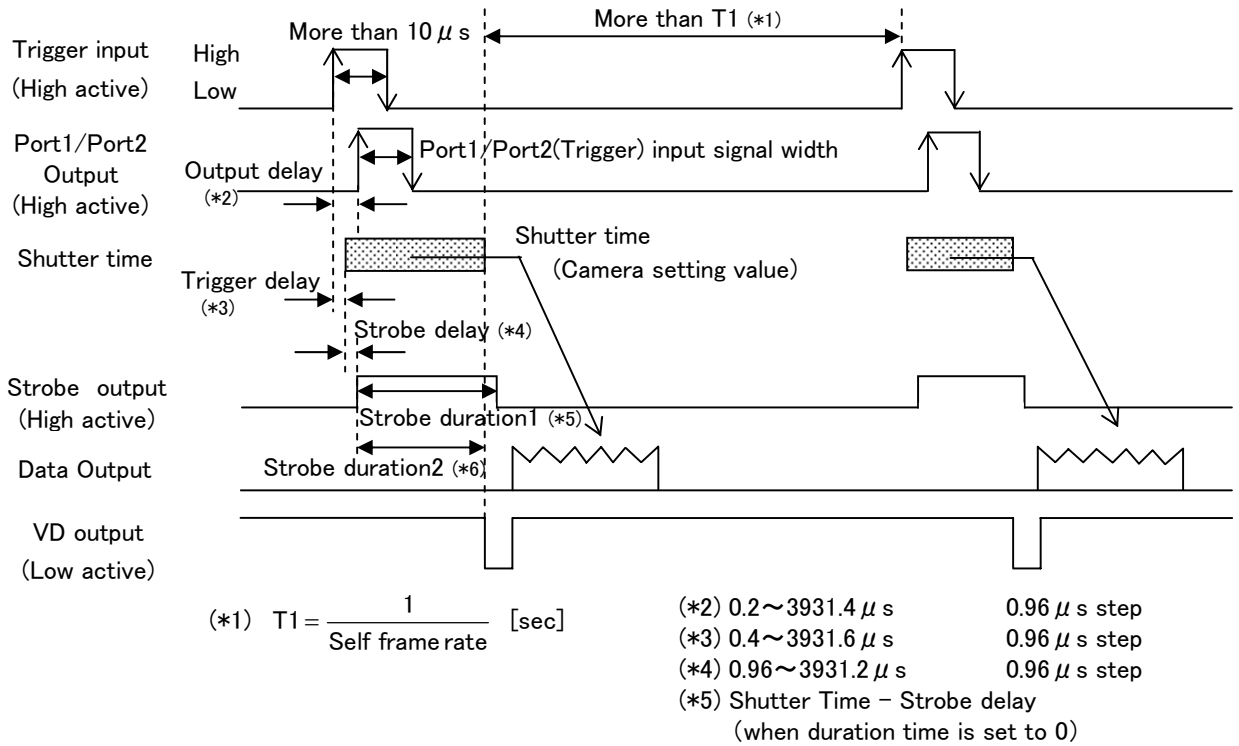 More than T1 (*1)
More than 10 μ s
Trigger input
(High active)
High
Low
Port1/Port2
Output
(High active)
Output delay
(*2)
Port1/Port2(Trigger) input signal width
Shutter time
Shutter time
(Camera setting value)
Trigger delay
(*3)
Strobe delay (*4)
Strobe output
(High active)
Strobe duration1 (*5)
Data Output
Strobe duration2 (*6)
VD output
(Low active)
(*1) T1 = 1 / Self frame rate [sec]
(*2) 0.2～3931.4 μ s 0.96 μ s step
(*3) 0.4～3931.6 μ s 0.96 μ s step
(*4) 0.96～3931.2 μ s 0.96 μ s step
(*5) Shutter Time - Strobe delay
(when duration time is set to 0)